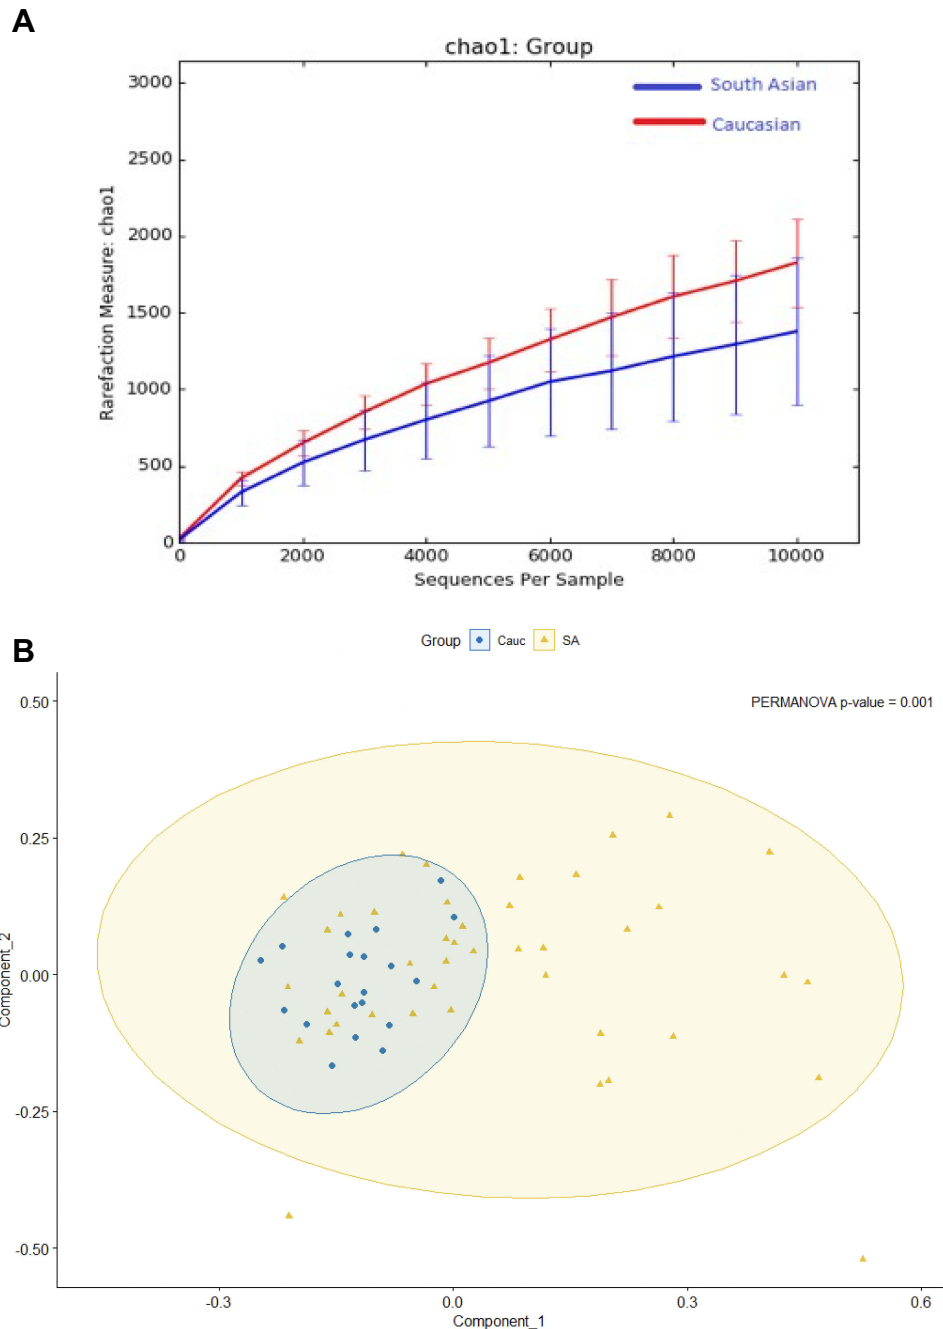 A
chao1: Group
3000
2500
2000
1500
1000
500
0
Rarefaction Measure: chao1
South Asian
Caucasian
0 2000 4000 6000 8000 10000
Sequences Per Sample
B
Group Cauc SA
PERMANOVA p-value = 0.001
0.50
0.25
0.00
-0.25
-0.50
Component_2
-0.3 0.0 0.3 0.6
Component_1